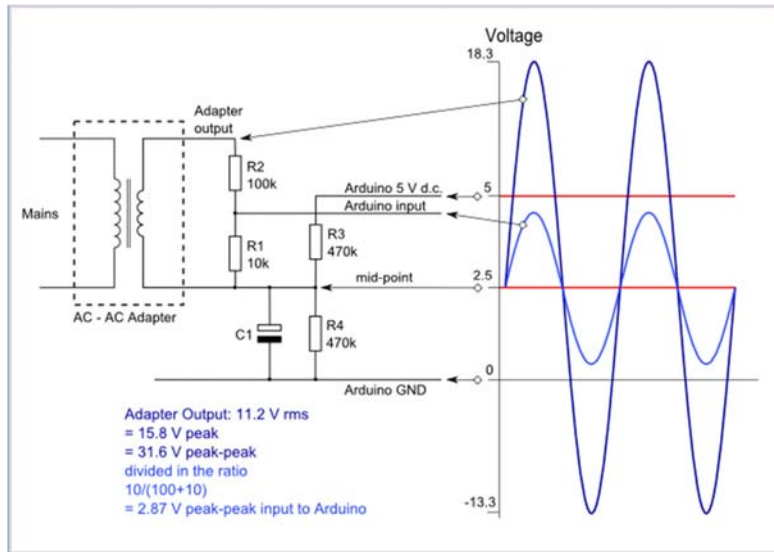 Voltage
18.3
Adapter
output
R2
100k
Arduino 5 V d.c.
5
Arduino input
Mains
R1
10k
R3
470k
mid-point
2.5
AC - AC Adapter
C1
R4
470k
0
Arduino GND
Adapter Output: 11.2 V rms
= 15.8 V peak
= 31.6 V peak-peak
divided in the ratio
10/(100+10)
= 2.87 V peak-peak input to Arduino
-13.3